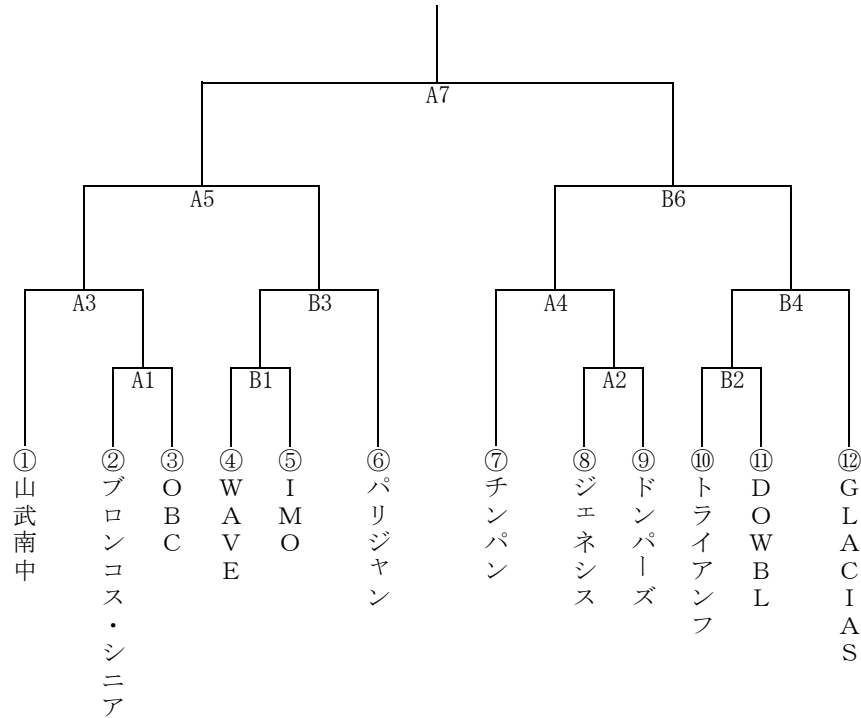 A7
A5
B6
A3
B3
A4
B4
A1
B1
A2
B2
①山武南中
②ブロンコス・シニア
③OBC
④WAVE
⑤IMO
⑥パリジャン
⑦チンパン
⑧ジェネシス
⑨ドンパーズ
⑩トライアンフ
⑪DOWBL
⑫GLACIAS